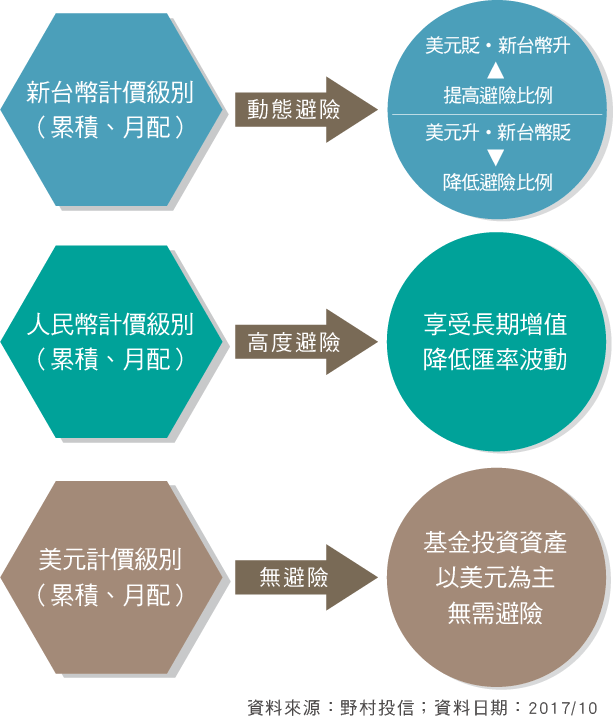 新台幣計價級別
（累積、月配）
動態避險
美元貶・新台幣升
▲
提高避險比例
美元升・新台幣貶
▼
降低避險比例
人民幣計價級別
（累積、月配）
高度避險
享受長期增值
降低匯率波動
美元計價級別
（累積、月配）
無避險
基金投資資產
以美元為主
無需避險
資料來源：野村投信；資料日期：2017/10